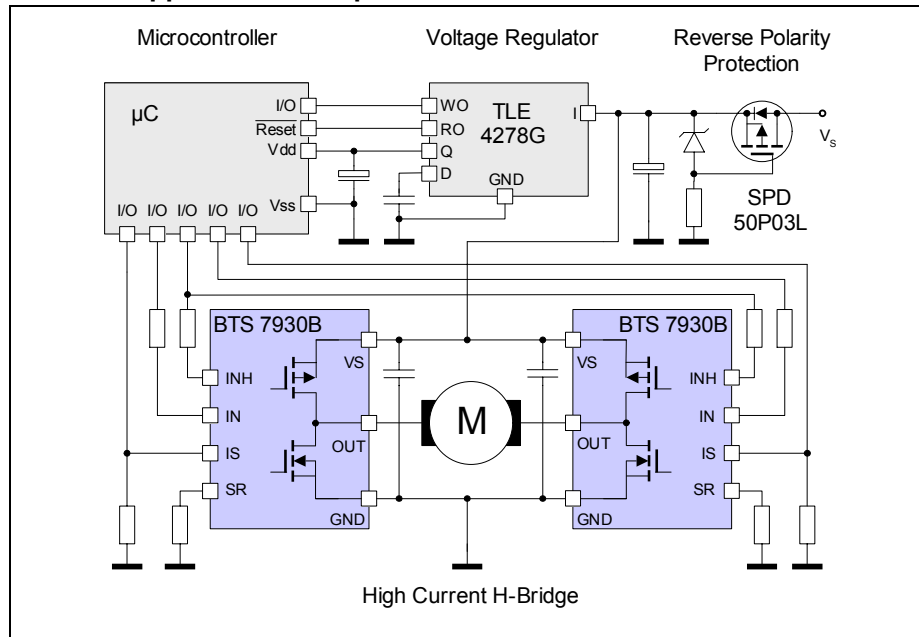 Microcontroller
Voltage Regulator
Reverse Polarity
Protection
µC
I/O
Reset
Vdd
Vss
I/O I/O I/O I/O I/O
WO
RO
Q
D
TLE
4278G
I
GND
V_S
SPD
50P03L
BTS 7930B
INH
IN
IS
SR
VS
OUT
GND
M
BTS 7930B
VS
OUT
GND
INH
IN
IS
SR
High Current H-Bridge